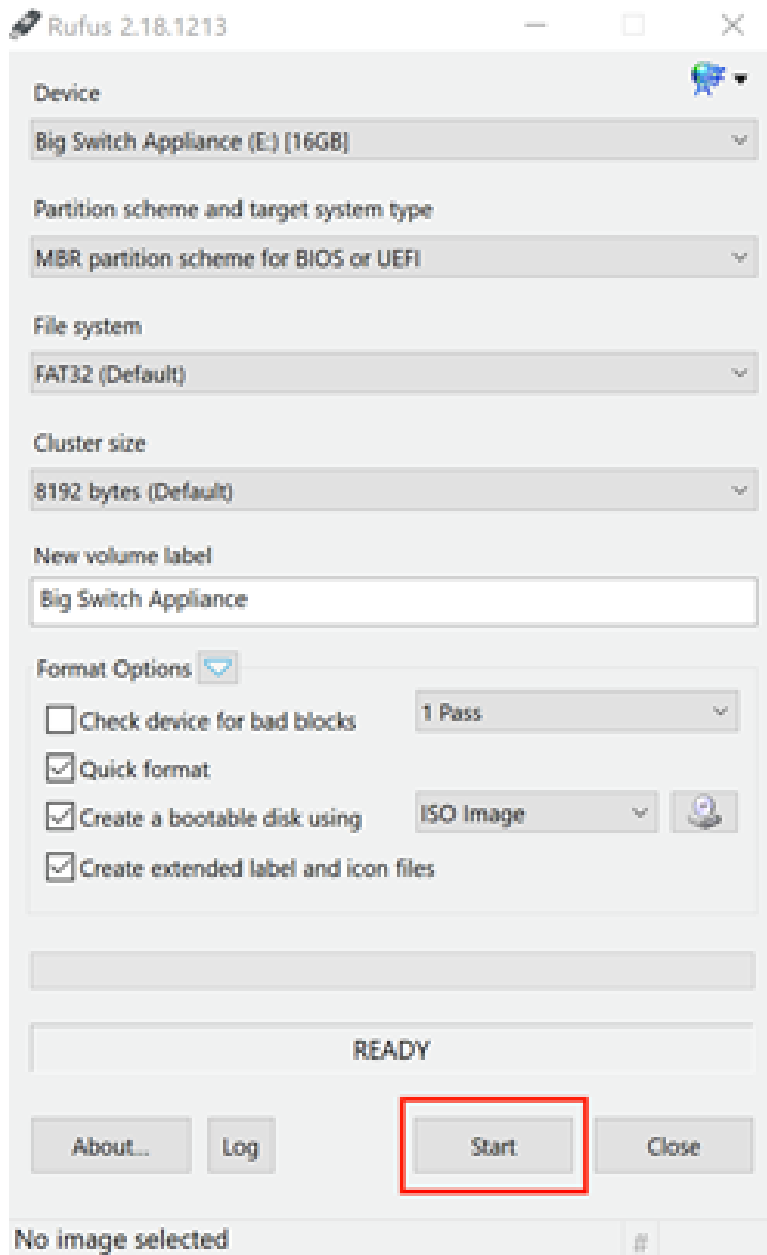 Rufus 2.18.1213
Device
Big Switch Appliance (E:) [16GB]
Partition scheme and target system type
MBR partition scheme for BIOS or UEFI
File system
FAT32 (Default)
Cluster size
8192 bytes (Default)
New volume label
Big Switch Appliance
Format Options
Check device for bad blocks
1 Pass
Quick format
Create a bootable disk using
ISO Image
Create extended label and icon files
READY
About...
Log
Start
Close
No image selected
#